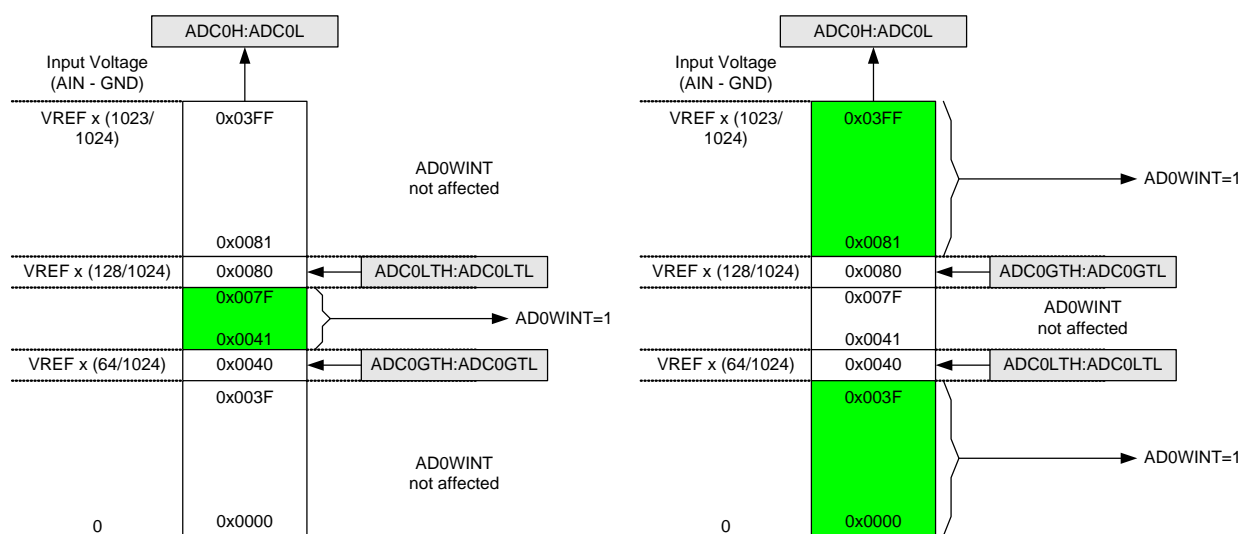 ADC0H:ADC0L
Input Voltage
(AIN - GND)
VREF x (1023/
1024)
0x03FF
AD0WINT
not affected
0x0081
VREF x (128/1024)
0x0080
ADC0LTH:ADC0LTL
0x007F
AD0WINT=1
0x0041
VREF x (64/1024)
0x0040
ADC0GTH:ADC0GTL
0x003F
AD0WINT
not affected
0
0x0000
ADC0H:ADC0L
Input Voltage
(AIN - GND)
VREF x (1023/
1024)
0x03FF
AD0WINT=1
0x0081
VREF x (128/1024)
0x0080
ADC0GTH:ADC0GTL
0x007F
AD0WINT
not affected
0x0041
VREF x (64/1024)
0x0040
ADC0LTH:ADC0LTL
0x003F
AD0WINT=1
0
0x0000